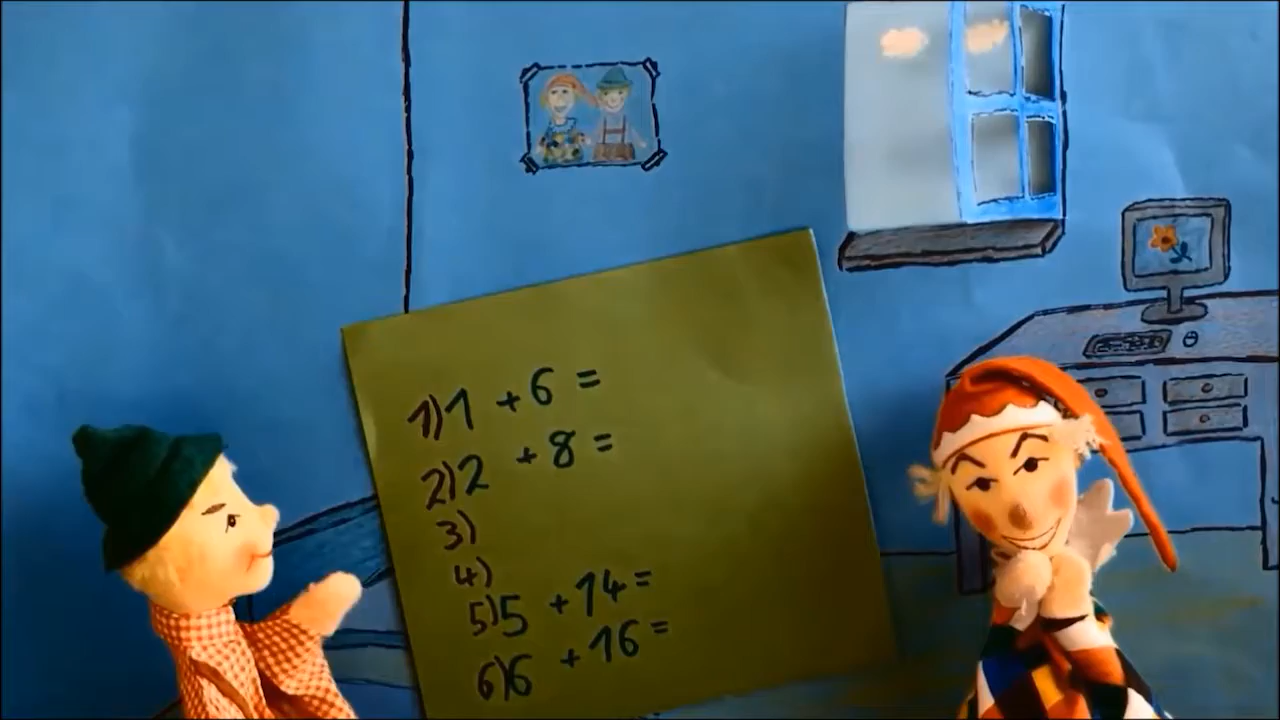 1) 1 + 6 =
2) 2 + 8 =
3)
4)
5) 5 + 14 =
6) 6 + 16 =